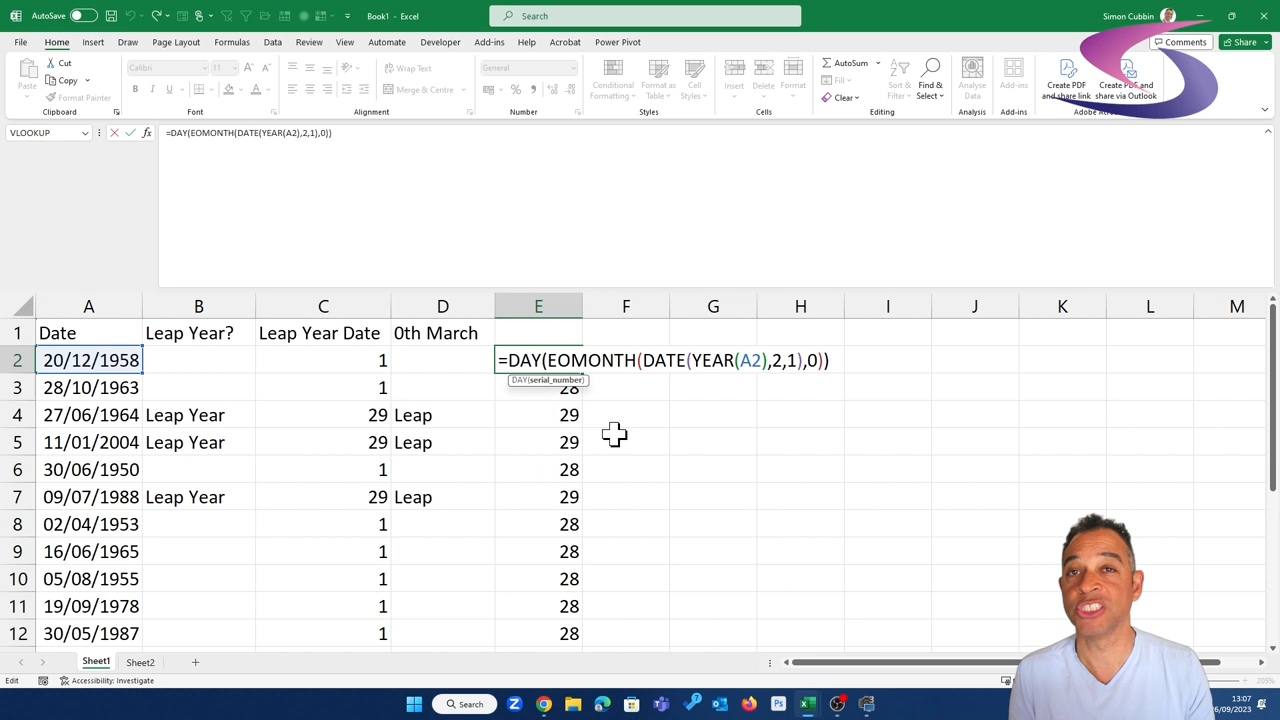 AutoSave Off Book1 - Excel Search Simon Cubbin
File Home Insert Draw Page Layout Formulas Data Review View Automate Developer Add-ins Help Acrobat Power Pivot Comments Share
Paste Cut Copy Format Painter Calibri 11 Wrap Text Merge & Centre General Conditional Formatting Format as Table Cell Styles Insert Delete Format AutoSum Fill Clear Sort & Filter Find & Select Analyse Data Add-ins Create PDF and share link Create PDF and share via Outlook
Clipboard Font Alignment Number Styles Cells Editing Analysis Add-ins
VLOOKUP fx =DAY(EOMONTH(DATE(YEAR(A2),2,1),0))
A B C D E F G H I J K L M
1 Date Leap Year? Leap Year Date 0th March
2 20/12/1958 1 =DAY(EOMONTH(DATE(YEAR(A2),2,1),0))
DAY(serial_number)
3 28/10/1963 1 28
4 27/06/1964 Leap Year 29 Leap 29
5 11/01/2004 Leap Year 29 Leap 29
6 30/06/1950 1 28
7 09/07/1988 Leap Year 29 Leap 29
8 02/04/1953 1 28
9 16/06/1965 1 28
10 05/08/1955 1 28
11 19/09/1978 1 28
12 30/05/1987 1 28
Sheet1 Sheet2
Edit Accessibility: Investigate 205%
Search 13:07